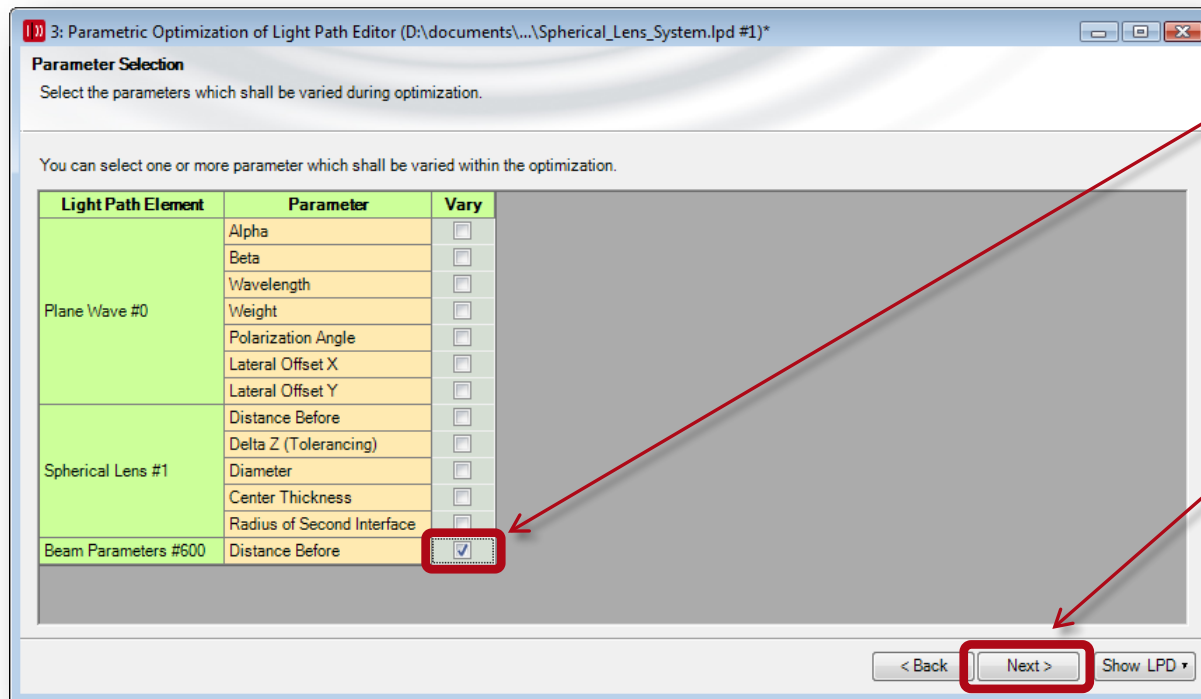 3: Parametric Optimization of Light Path Editor (D:\documents\...\Spherical_Lens_System.lpd #1)*
Parameter Selection
Select the parameters which shall be varied during optimization.
You can select one or more parameter which shall be varied within the optimization.
Light Path Element Parameter Vary
Plane Wave #0
Alpha
Beta
Wavelength
Weight
Polarization Angle
Lateral Offset X
Lateral Offset Y
Spherical Lens #1
Distance Before
Delta Z (Tolerancing)
Diameter
Center Thickness
Radius of Second Interface
Beam Parameters #600 Distance Before
< Back Next > Show LPD